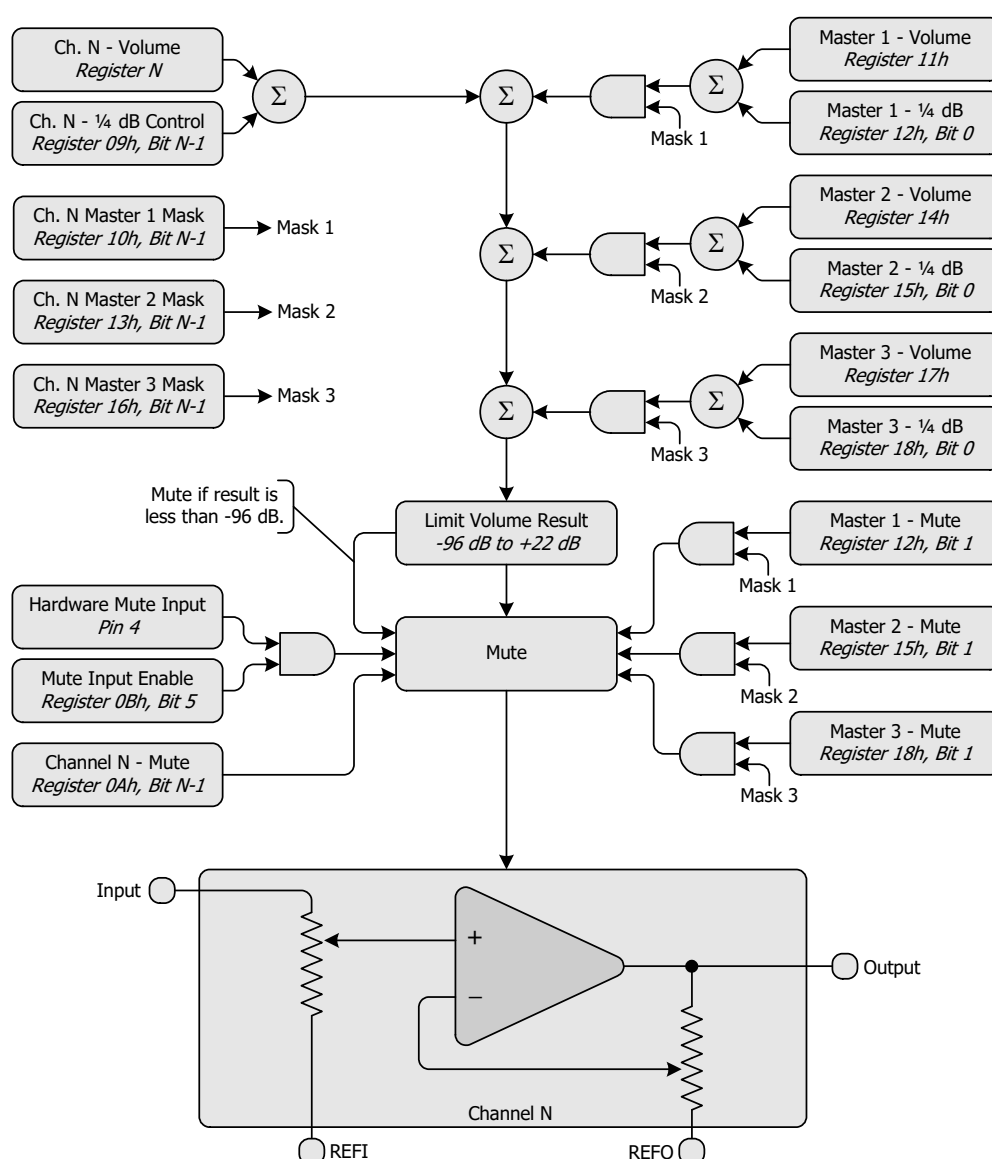 Ch. N - Volume
Register N
Ch. N - ¼ dB Control
Register 09h, Bit N-1
Σ
Σ
Mask 1
Σ
Master 1 - Volume
Register 11h
Master 1 - ¼ dB
Register 12h, Bit 0
Ch. N Master 1 Mask
Register 10h, Bit N-1
Mask 1
Ch. N Master 2 Mask
Register 13h, Bit N-1
Mask 2
Ch. N Master 3 Mask
Register 16h, Bit N-1
Mask 3
Σ
Mask 2
Σ
Master 2 - Volume
Register 14h
Master 2 - ¼ dB
Register 15h, Bit 0
Σ
Mask 3
Σ
Master 3 - Volume
Register 17h
Master 3 - ¼ dB
Register 18h, Bit 0
Mute if result is
less than -96 dB.
Limit Volume Result
-96 dB to +22 dB
Mask 1
Master 1 - Mute
Register 12h, Bit 1
Hardware Mute Input
Pin 4
Mute Input Enable
Register 0Bh, Bit 5
Channel N - Mute
Register 0Ah, Bit N-1
Mute
Mask 2
Master 2 - Mute
Register 15h, Bit 1
Mask 3
Master 3 - Mute
Register 18h, Bit 1
Input
+
−
Output
Channel N
REFI
REFO